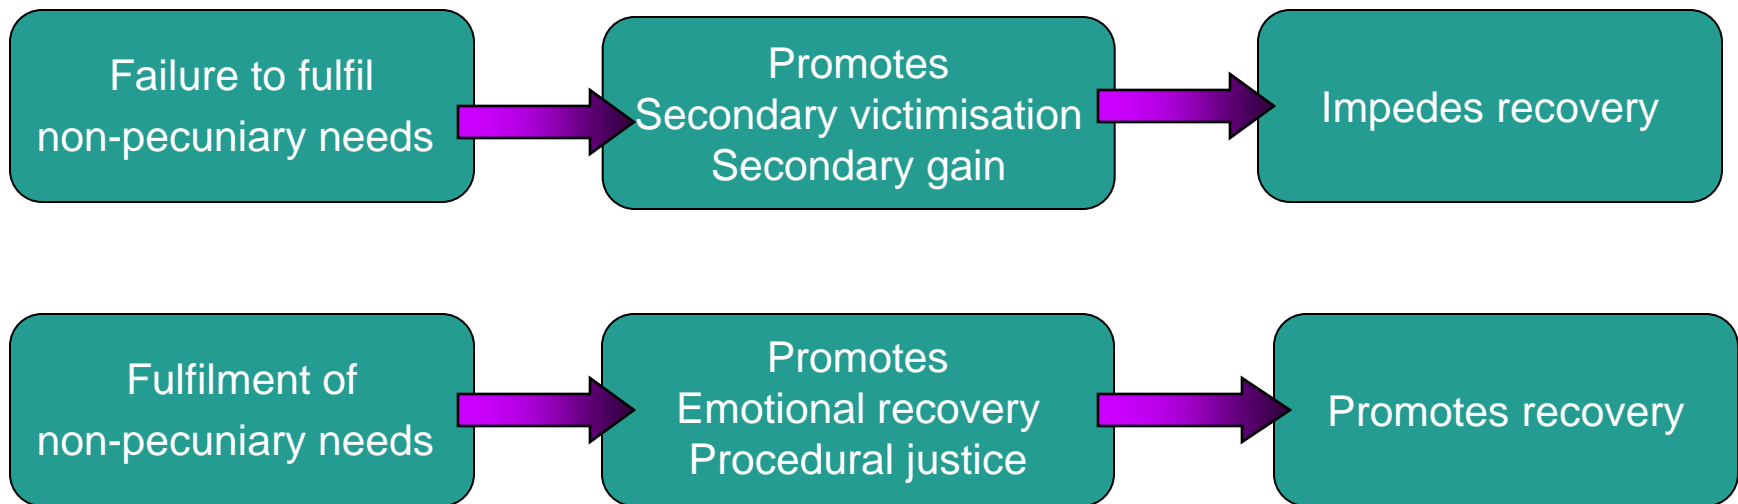 Failure to fulfil
non-pecuniary needs
Promotes
Secondary victimisation
Secondary gain
Impedes recovery
Fulfilment of
non-pecuniary needs
Promotes
Emotional recovery
Procedural justice
Promotes recovery